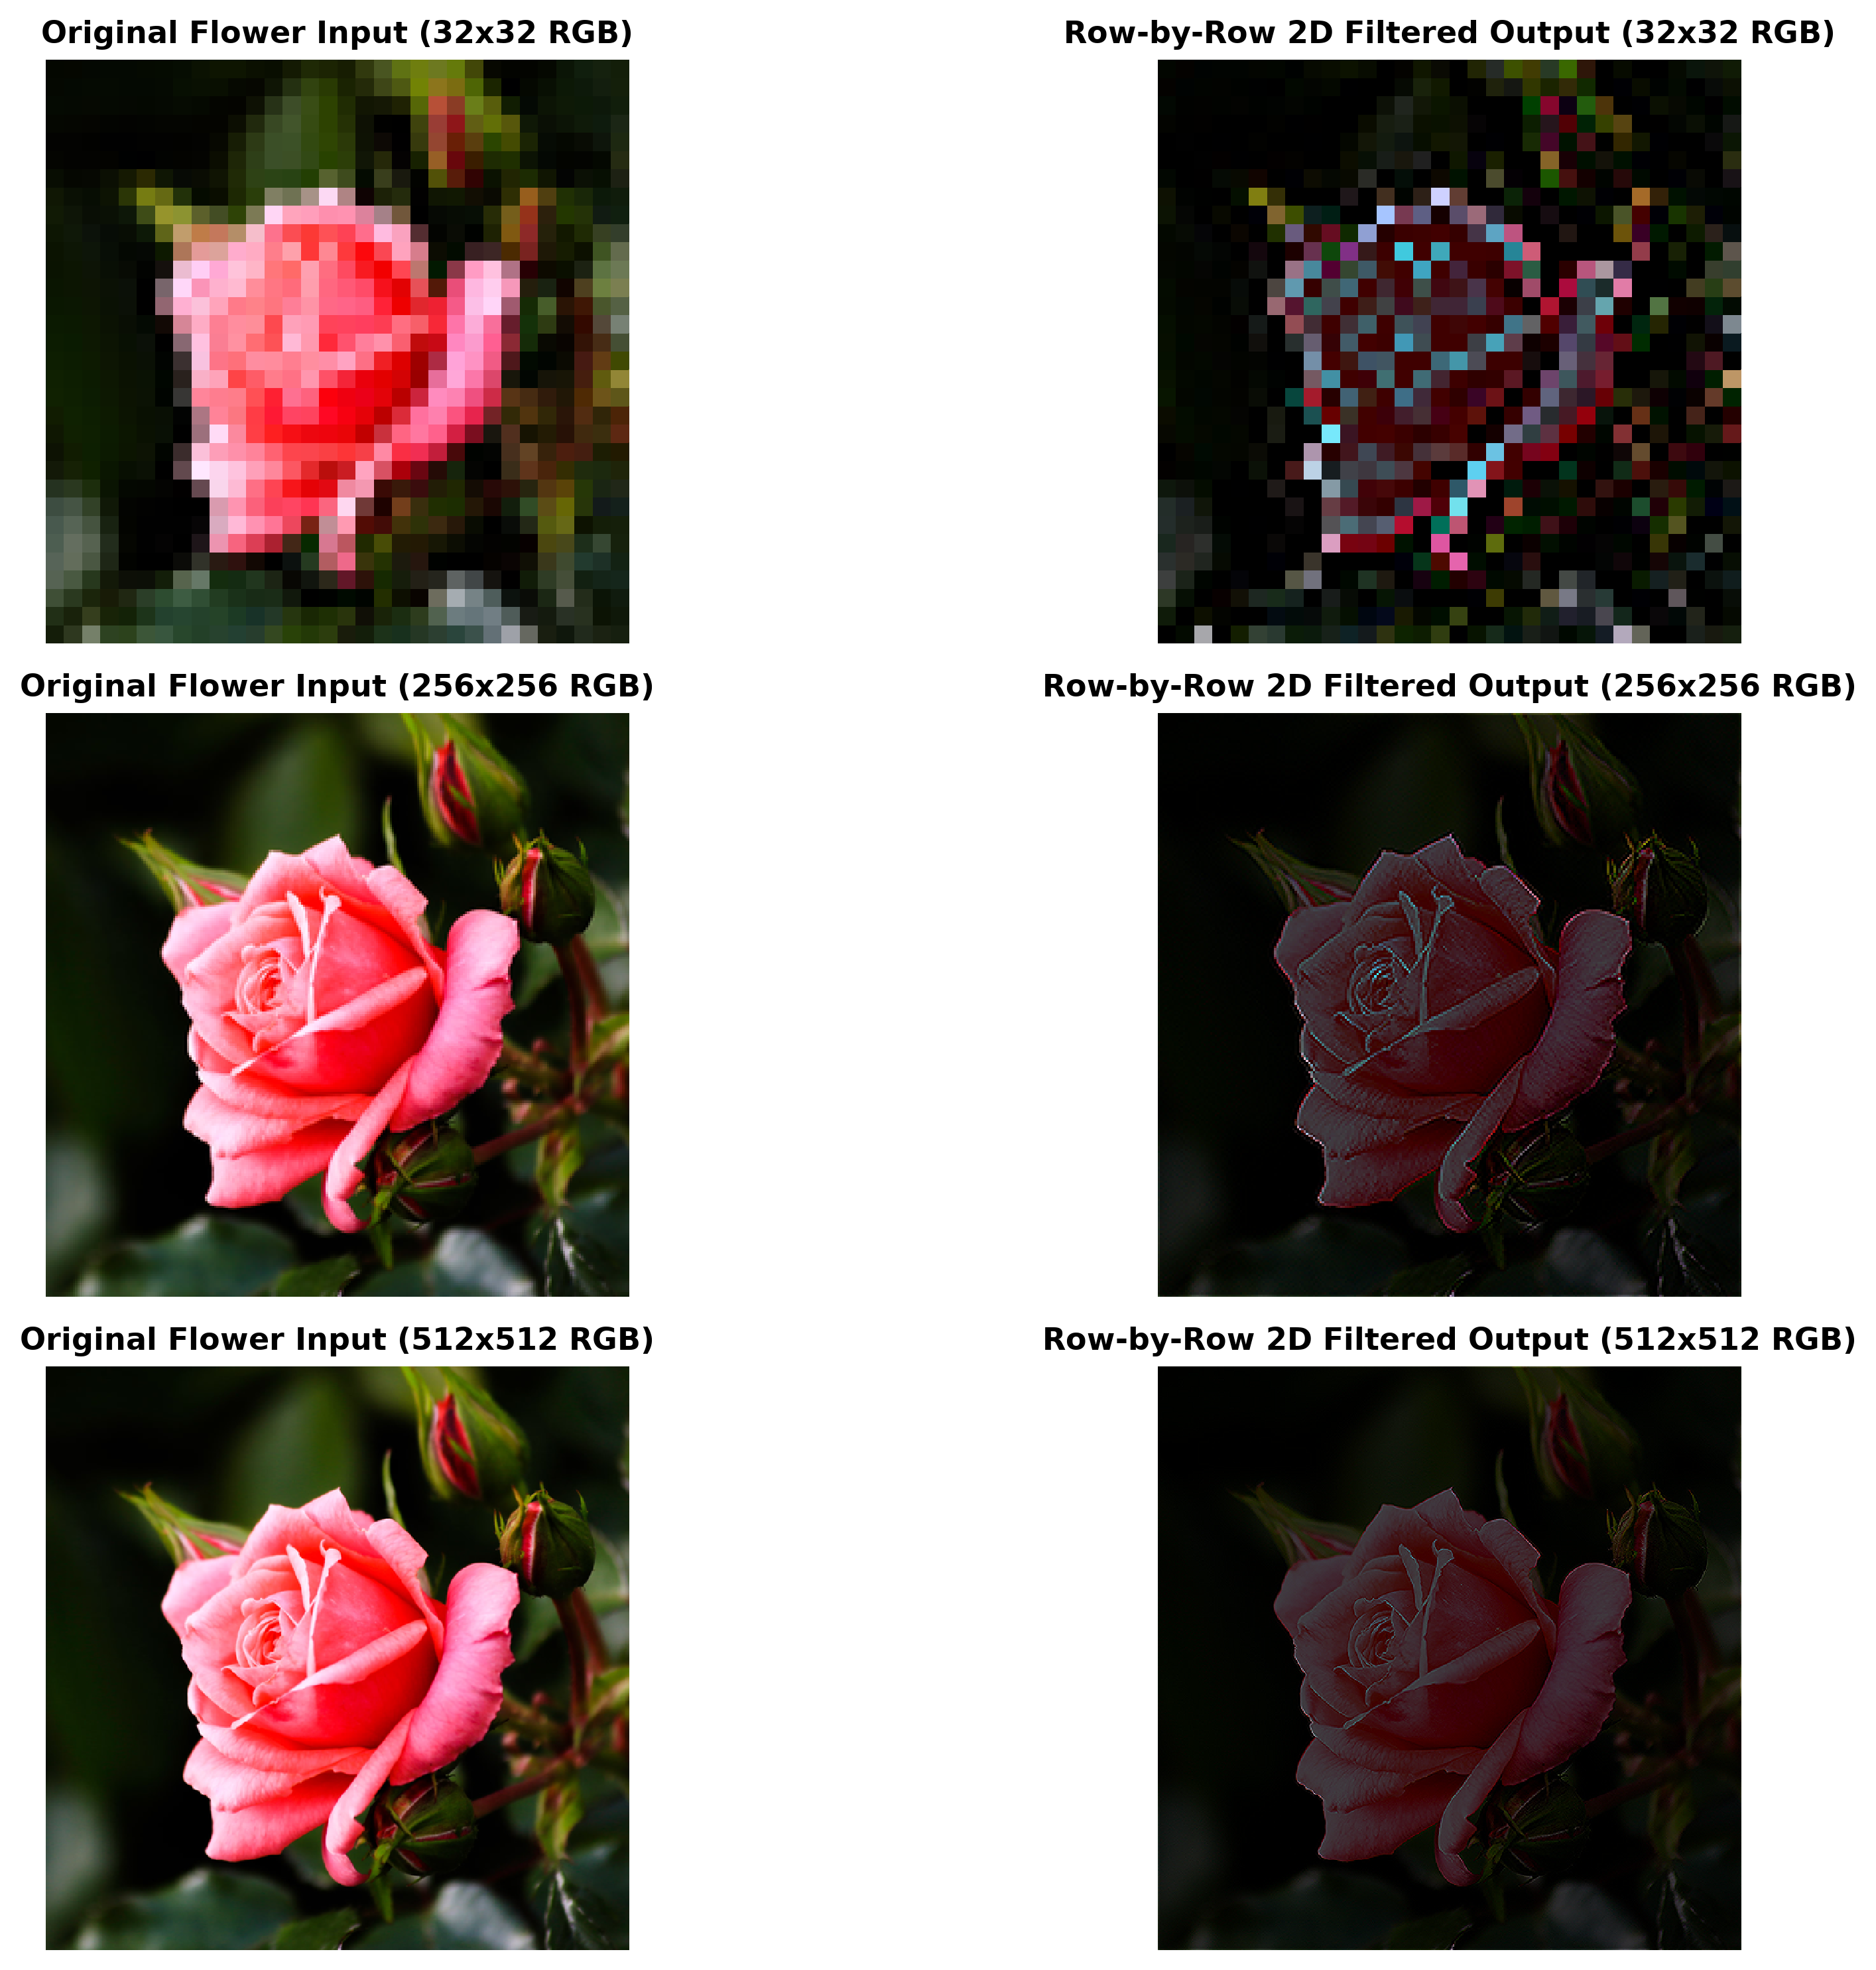 Original Flower Input (32x32 RGB)
Row-by-Row 2D Filtered Output (32x32 RGB)
Original Flower Input (256x256 RGB)
Row-by-Row 2D Filtered Output (256x256 RGB)
Original Flower Input (512x512 RGB)
Row-by-Row 2D Filtered Output (512x512 RGB)